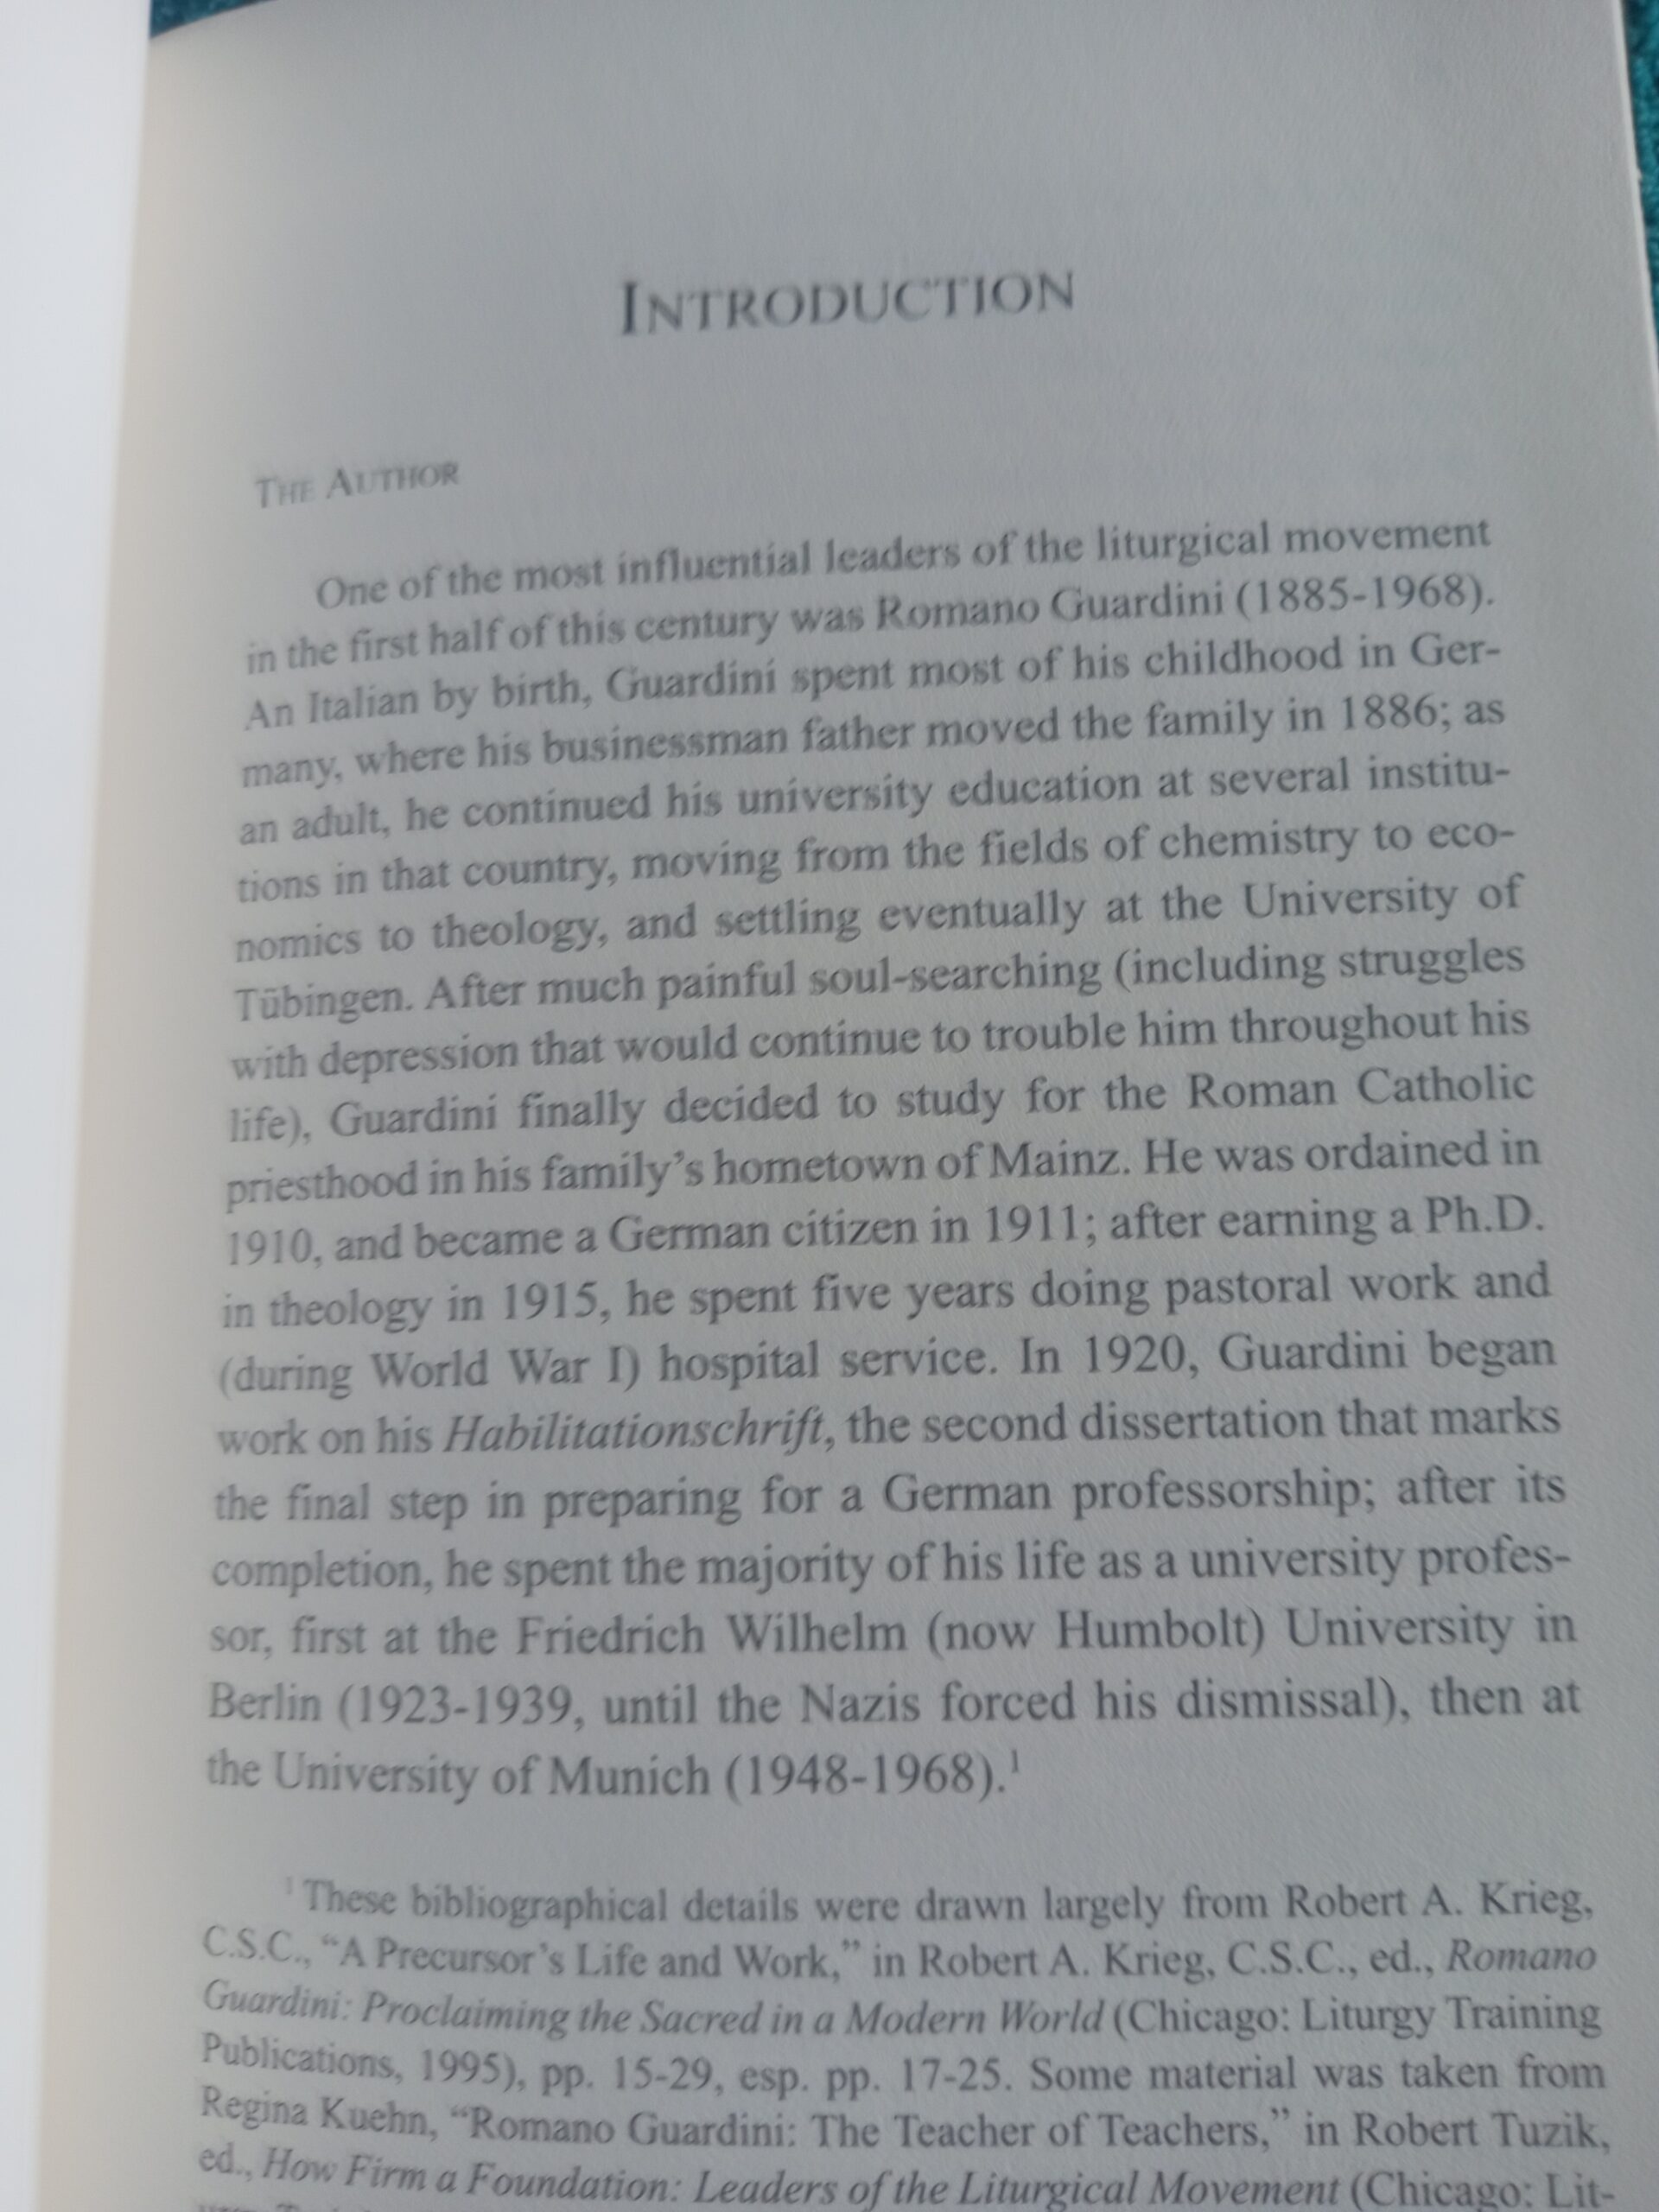 INTRODUCTION
THE AUTHOR
One of the most influential leaders of the liturgical movement
in the first half of this century was Romano Guardini (1885-1968).
An Italian by birth, Guardini spent most of his childhood in Ger-
many, where his businessman father moved the family in 1886; as
an adult, he continued his university education at several institu-
tions in that country, moving from the fields of chemistry to eco-
nomics to theology, and settling eventually at the University of
Tübingen. After much painful soul-searching (including struggles
with depression that would continue to trouble him throughout his
life), Guardini finally decided to study for the Roman Catholic
priesthood in his family's hometown of Mainz. He was ordained in
1910, and became a German citizen in 1911; after earning a Ph.D.
in theology in 1915, he spent five years doing pastoral work and
(during World War I) hospital service. In 1920, Guardini began
work on his Habilitationschrift, the second dissertation that marks
the final step in preparing for a German professorship; after its
completion, he spent the majority of his life as a university profes-
sor, first at the Friedrich Wilhelm (now Humbolt) University in
Berlin (1923-1939, until the Nazis forced his dismissal), then at
the University of Munich (1948-1968).¹
¹ These bibliographical details were drawn largely from Robert A. Krieg,
C.S.C., “A Precursor’s Life and Work,” in Robert A. Krieg, C.S.C., ed., Romano
Guardini: Proclaiming the Sacred in a Modern World (Chicago: Liturgy Training
Publications, 1995), pp. 15-29, esp. pp. 17-25. Some material was taken from
Regina Kuehn, “Romano Guardini: The Teacher of Teachers,” in Robert Tuzik,
ed., How Firm a Foundation: Leaders of the Liturgical Movement (Chicago: Lit-